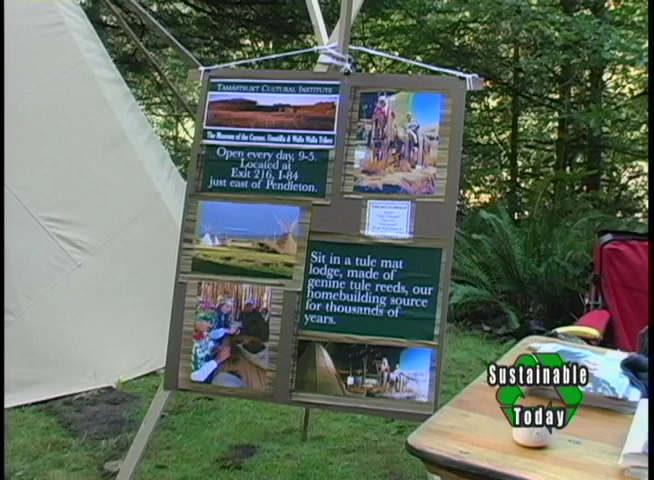 TAMASTSLIKT CULTURAL INSTITUTE
The Museum of the Cayuse, Umatilla & Walla Walla Tribes
Open every day, 9-5.
Located at
Exit 216, I-84
just east of Pendleton.
Sit in a tule mat
lodge, made of
genine tule reeds, our
homebuilding source
for thousands of
years.
Sustainable
Today